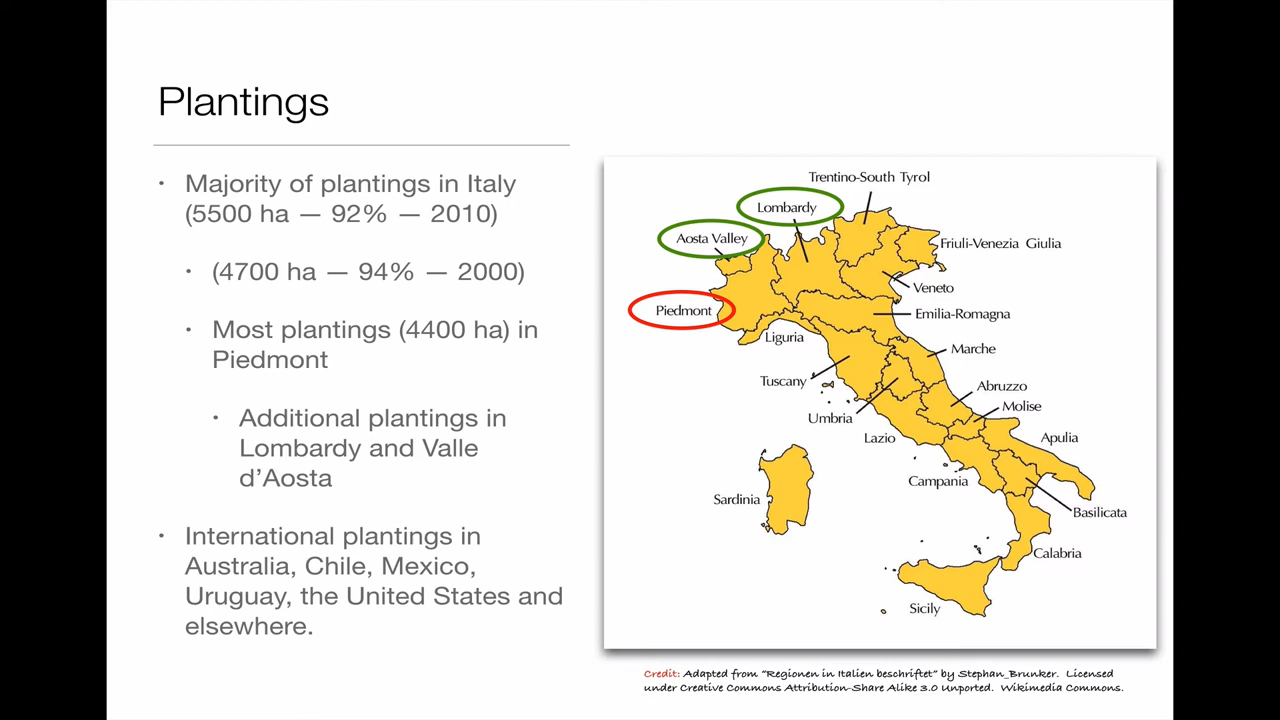 Plantings
• Majority of plantings in Italy
(5500 ha — 92% — 2010)
• (4700 ha — 94% — 2000)
• Most plantings (4400 ha) in
Piedmont
• Additional plantings in
Lombardy and Valle
d’Aosta
• International plantings in
Australia, Chile, Mexico,
Uruguay, the United States and
elsewhere.
Trentino-South Tyrol
Lombardy
Aosta Valley
Friuli-Venezia Giulia
Veneto
Piedmont
Emilia-Romagna
Liguria
Marche
Tuscany
Abruzzo
Molise
Umbria
Lazio
Apulia
Campania
Sardinia
Basilicata
Calabria
Sicily
Credit: Adapted from “Regionen in Italien beschriftet” by Stephan_Brunker. Licensed
under Creative Commons Attribution-Share Alike 3.0 Unported. Wikimedia Commons.